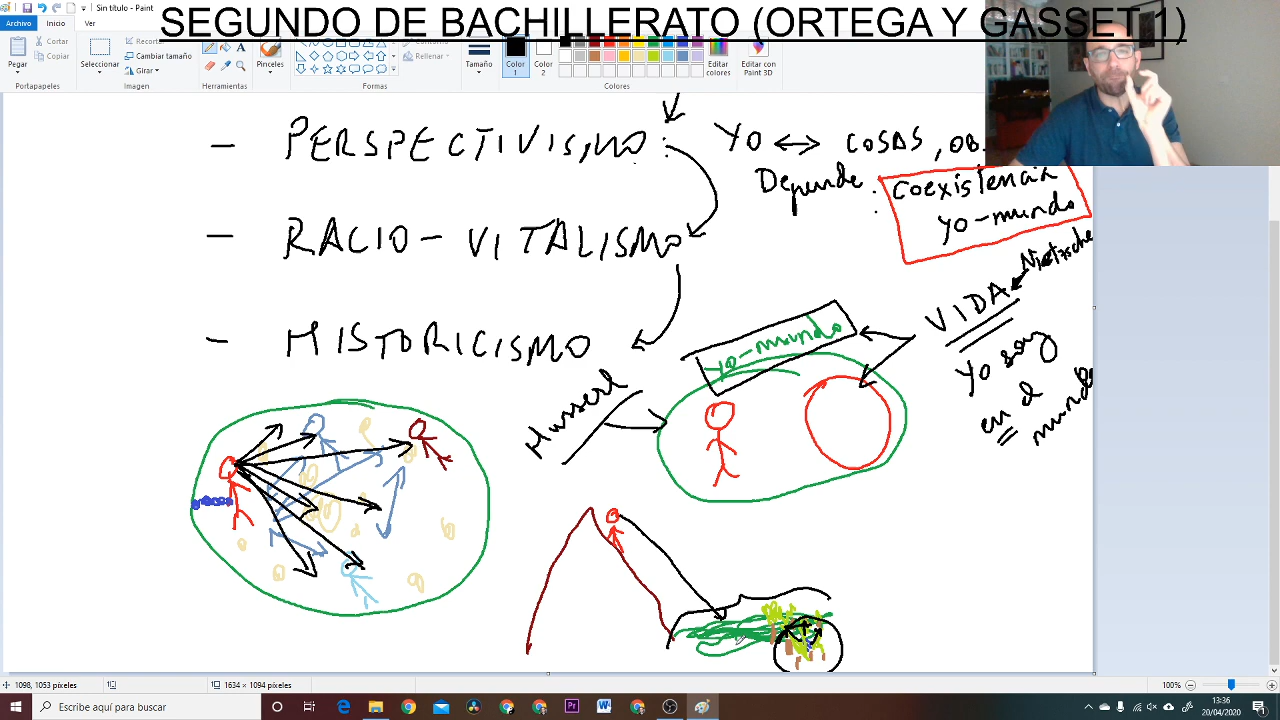 Sin título - Paint
SEGUNDO DE BACHILLERATO (ORTEGA Y GASSET 1)
Archivo Inicio Ver
Pegar
Cortar
Copiar
Portapapeles
Seleccionar
Recortar
Cambiar
Girar
Imagen
Herramientas
Pinceles
Formas
Rellenar
Tamaño
Color 1
Color 2
Colores
Editar colores
Editar con Paint 3D
- PERSPECTIVISMO: YO ↔ COSAS, OB.
Depende.
Coexistencia
yo-mundo
- RACIO-VITALISMO
Nietzsche
VIDA
- HISTORICISMO
yo-mundo
Yo soy
en el
mundo
Husserl
1098, 1053 píxeles
1634 × 1094 píxeles
100%
Escribe aquí para buscar
13:36
20/04/2020